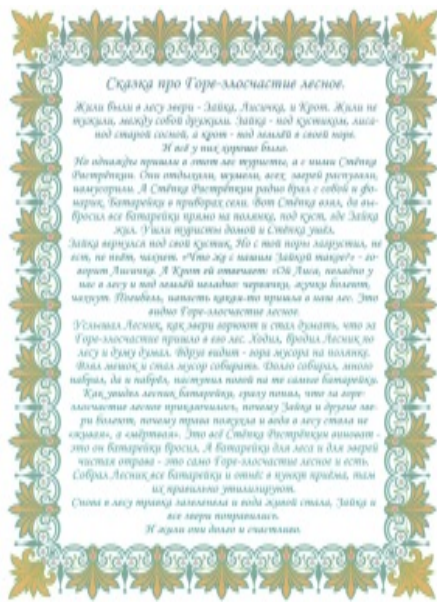 Сказка про Горе-злосчастие лесное.
Жили были в лесу звери - Зайка, Лисичка, и Крот. Жили не
тужили, между собой дружили. Зайка - под кустиком, лиса-
под старой сосной, а крот - под землёй в своей норе.
И всё у них хорошо было.
Но однажды пришли в этот лес туристы, а с ними Стёнка
Растрёпкин. Они отдыхали, шумели, всех зверей распугали,
намусорили. А Стёнка Растрёпкин радио брал с собой и фо-
нарик. Батарейки в приборах сели. Вот Стёнка взял, да вы-
бросил все батарейки прямо на полянке, под куст, где Зайка
жил. Ушли туристы домой и Стёнка ушёл.
Зайка вернулся под свой кустик. Но с той поры загрустил, не
ест, не пьёт, чахнет. «Что же с нашим Зайкой такое?» - го-
ворит Лисичка. А Крот ей отвечает: «Ой Лиса, неладно у
нас в лесу и под землёй неладно: червячки, жучки болеют,
чахнут. Погибель, напасть какая-то пришла в наш лес. Это
видно Горе-злосчастие лесное.
Услышал Лесник, как звери горюют и стал думать, что за
Горе-злосчастие пришло в его лес. Ходил, бродил Лесник по
лесу и думу думал. Вдруг видит - гора мусора на полянке.
Взял мешок и стал мусор собирать. Долго собирал, много
набрал, да и набрёл, наступил ногой на те самые батарейки.
Как увидел лесник батарейки, сразу понял, что за горе-
злосчастие лесное приключилось, почему Зайка и другие зве-
ри болеют, почему трава пожухла и вода в лесу стала не
«живая», а «мёртвая». Это всё Стёнка Растрёпкин виноват -
это он батарейки бросил. А батарейки для леса и для зверей
чистая отрава - это само Горе-злосчастие лесное и есть.
Собрал Лесник все батарейки и отнёс в пункт приёма, там
их правильно утилизируют.
Снова в лесу травка зазеленела и вода живой стала, Зайка и
все звери поправились.
И жили они долго и счастливо.